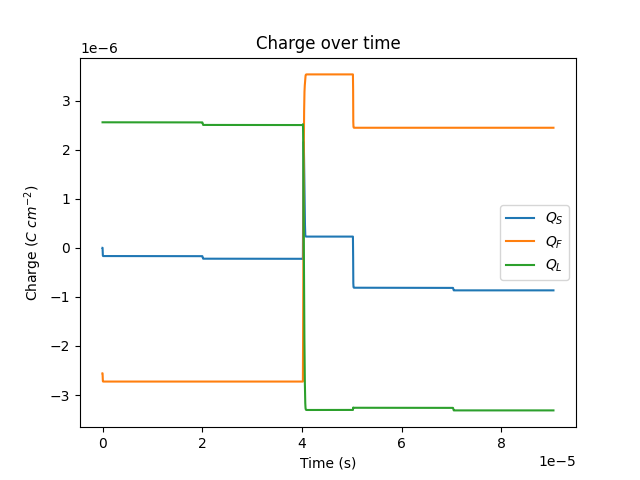 Charge over time
1e−6
3
2
1
0
−1
−2
−3
Charge (C cm⁻²)
Q_S
Q_F
Q_L
0
2
4
6
8
1e−5
Time (s)